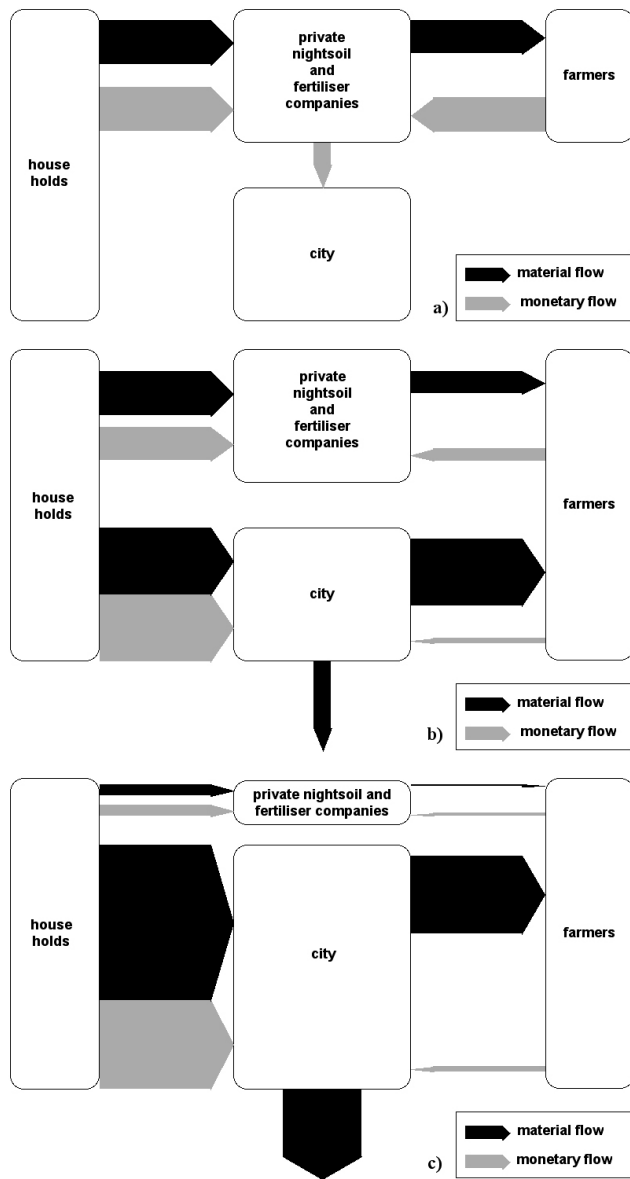 private
nightsoil
and
fertiliser
companies
farmers
house
holds
city
material flow
monetary flow
a)
private
nightsoil
and
fertiliser
companies
house
holds
farmers
city
material flow
monetary flow
b)
private nightsoil and
fertiliser companies
house
holds
city
farmers
material flow
monetary flow
c)